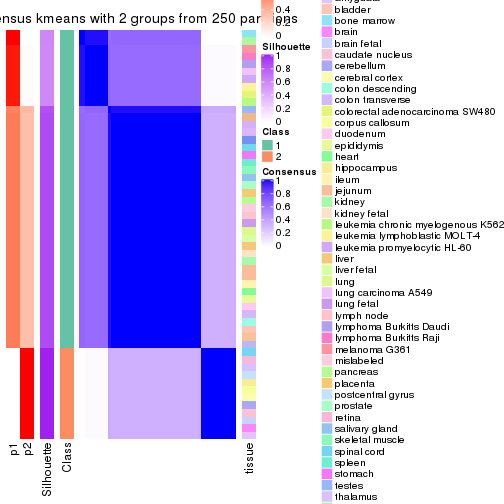 ensus kmeans with 2 groups from 250 par
ns
0.4
0.2
0
Silhouette
1
0.8
0.6
0.4
0.2
0
Class
1
2
Consensus
1
0.8
0.6
0.4
0.2
0
bladder
bone marrow
brain
brain fetal
caudate nucleus
cerebellum
cerebral cortex
colon descending
colon transverse
colorectal adenocarcinoma SW480
corpus callosum
duodenum
epididymis
heart
hippocampus
ileum
jejunum
kidney
kidney fetal
leukemia chronic myelogenous K562
leukemia lymphoblastic MOLT-4
leukemia promyelocytic HL-60
liver
liver fetal
lung
lung carcinoma A549
lung fetal
lymph node
lymphoma Burkitts Daudi
lymphoma Burkitts Raji
melanoma G361
mislabeled
pancreas
placenta
postcentral gyrus
prostate
retina
salivary gland
skeletal muscle
spinal cord
spleen
stomach
testes
thalamus
p1
p2
Silhouette
Class
tissue